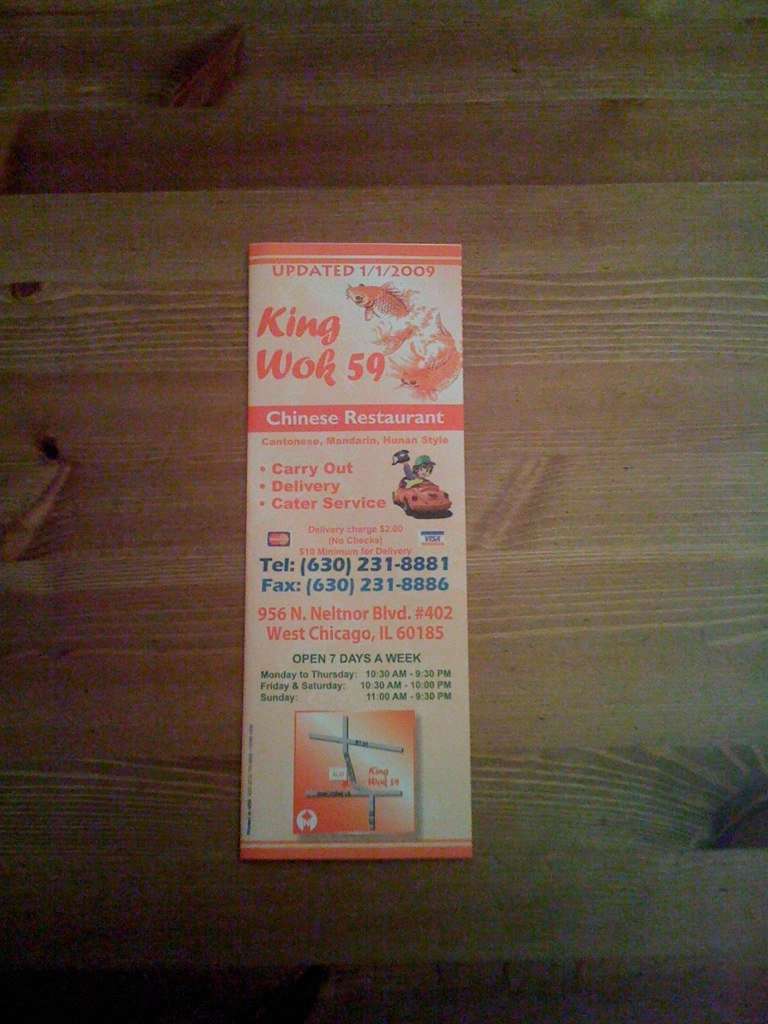 UPDATED 1/1/2009
King
Wok 59
Chinese Restaurant
Cantonese, Mandarin, Hunan Style
• Carry Out
• Delivery
• Cater Service
Delivery charge $2.00
(No Checks)
VISA
$10 Minimum for Delivery
Tel: (630) 231-8881
Fax: (630) 231-8886
956 N. Neltnor Blvd. #402
West Chicago, IL 60185
OPEN 7 DAYS A WEEK
Monday to Thursday: 10:30 AM - 9:30 PM
Friday & Saturday: 10:30 AM - 10:00 PM
Sunday: 11:00 AM - 9:30 PM
King
Wok 59